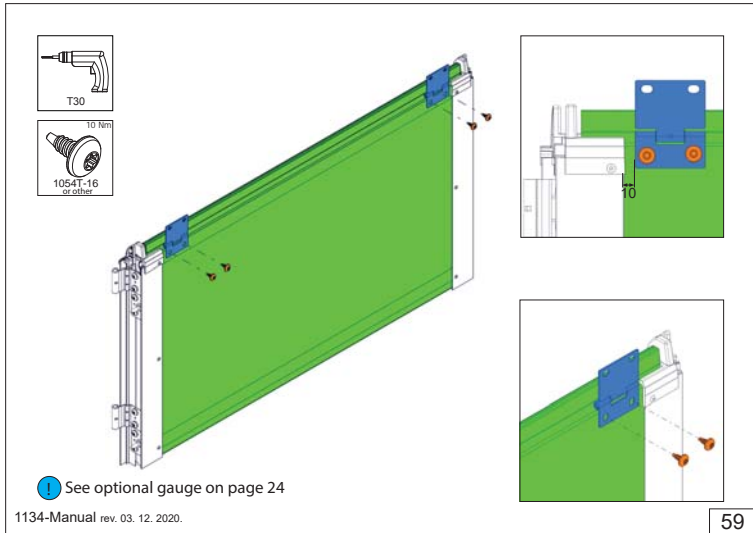 T30
10 Nm
1054T-16
or other
10
! See optional gauge on page 24
1134-Manual rev. 03. 12. 2020.
59